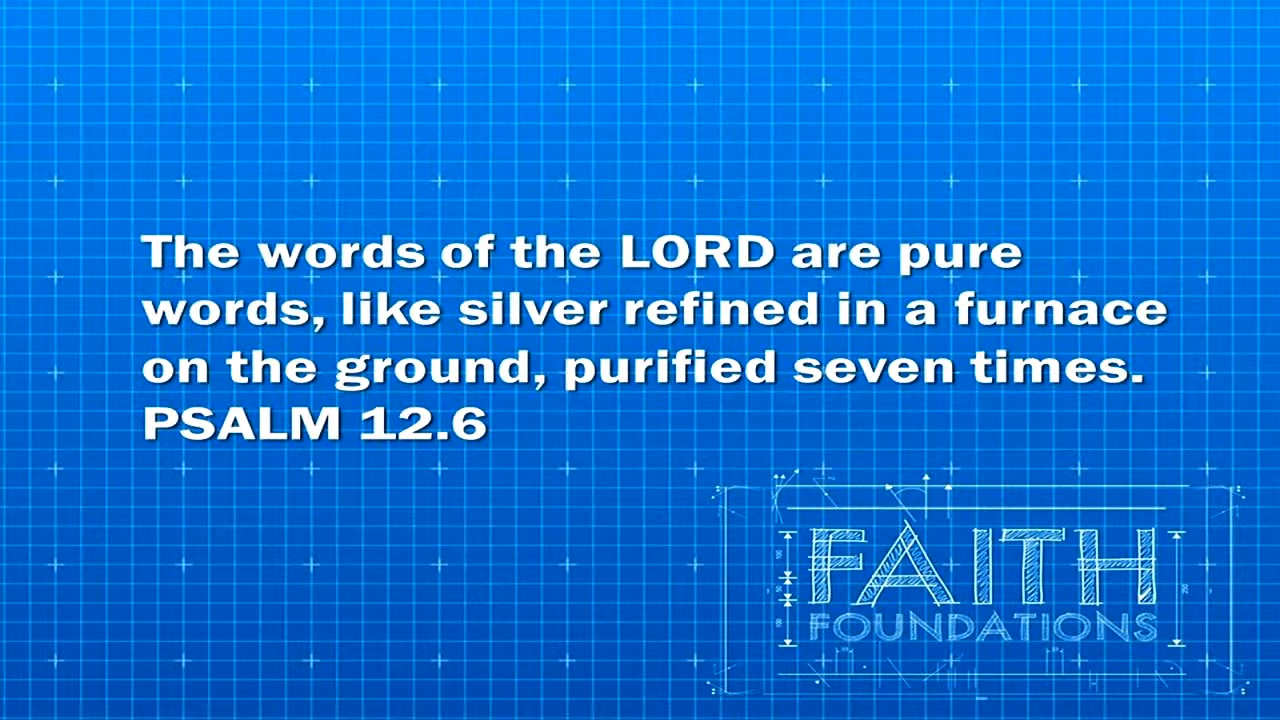 The words of the LORD are pure
words, like silver refined in a furnace
on the ground, purified seven times.
PSALM 12.6
FAITH
FOUNDATIONS